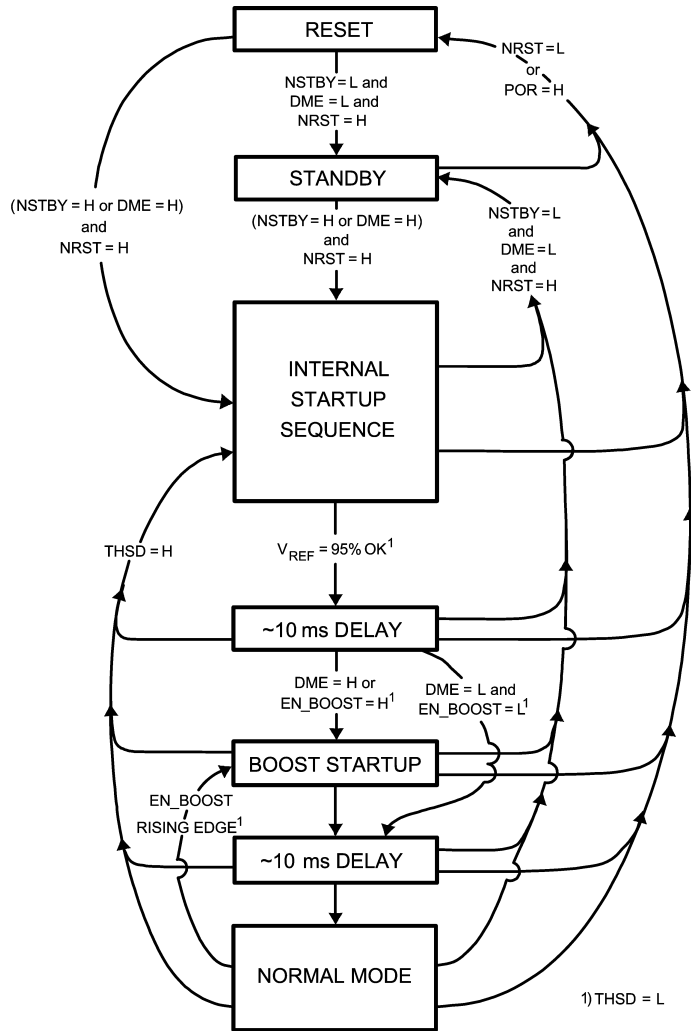 RESET
NRST = L
or
POR = H
NSTBY = L and
DME = L and
NRST = H
STANDBY
(NSTBY = H or DME = H)
and
NRST = H
(NSTBY = H or DME = H)
and
NRST = H
NSTBY = L
and
DME = L
and
NRST = H
INTERNAL
STARTUP
SEQUENCE
THSD = H
VREF = 95% OK1
~10 ms DELAY
DME = H or
EN_BOOST = H1
DME = L and
EN_BOOST = L1
BOOST STARTUP
EN_BOOST
RISING EDGE1
~10 ms DELAY
NORMAL MODE
1) THSD = L